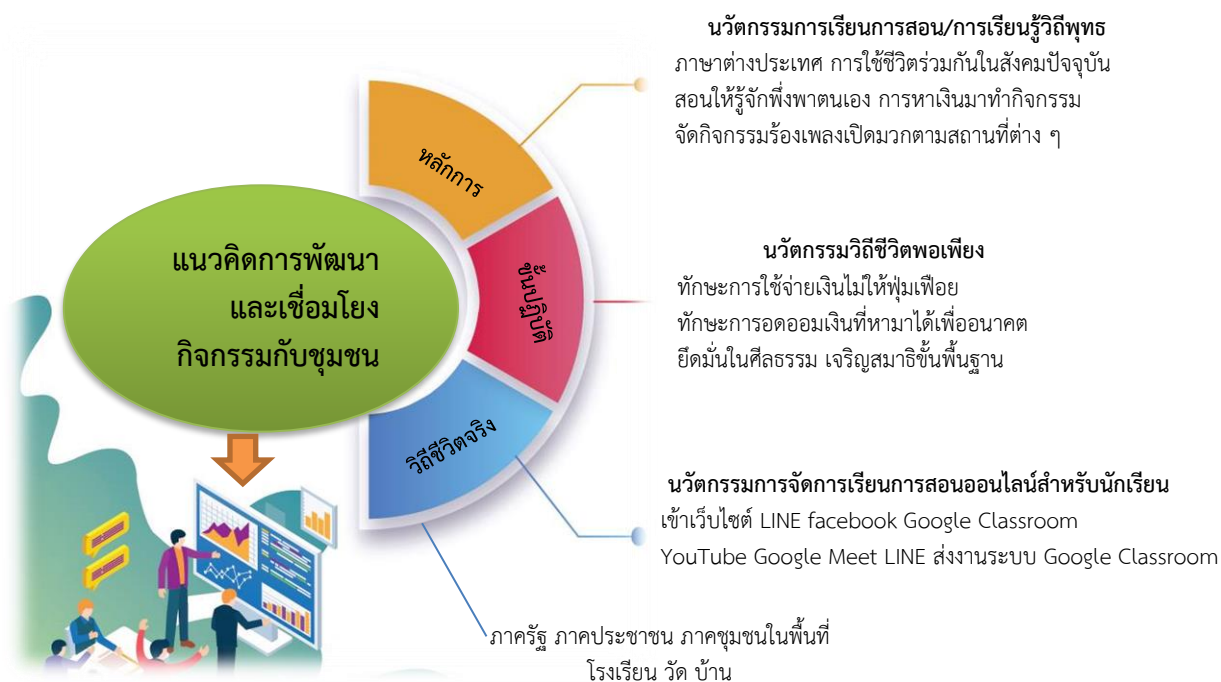 นวัตกรรมการเรียนการสอน/การเรียนรู้วิถีพุทธ
ภาษาต่างประเทศ การใช้ชีวิตร่วมกันในสังคมปัจจุบัน
สอนให้รู้จักพึ่งพาตนเอง การหาเงินมาทำกิจกรรม
จัดกิจกรรมร้องเพลงเปิดมวกตามสถานที่ต่าง ๆ
หลักการ
แนวคิดการพัฒนา
และเชื่อมโยง
กิจกรรมกับชุมชน
ขั้นปฏิบัติ
นวัตกรรมวิถีชีวิตพอเพียง
ทักษะการใช้จ่ายเงินไม่ให้ฟุ่มเฟือย
ทักษะการอดออมเงินที่หามาได้เพื่ออนาคต
ยึดมั่นในศีลธรรม เจริญสมาธิขั้นพื้นฐาน
วิถีชีวิตจริง
นวัตกรรมการจัดการเรียนการสอนออนไลน์สำหรับนักเรียน
เข้าเว็บไซต์ LINE facebook Google Classroom
YouTube Google Meet LINE ส่งงานระบบ Google Classroom
ภาครัฐ ภาคประชาชน ภาคชุมชนในพื้นที่
โรงเรียน วัด บ้าน